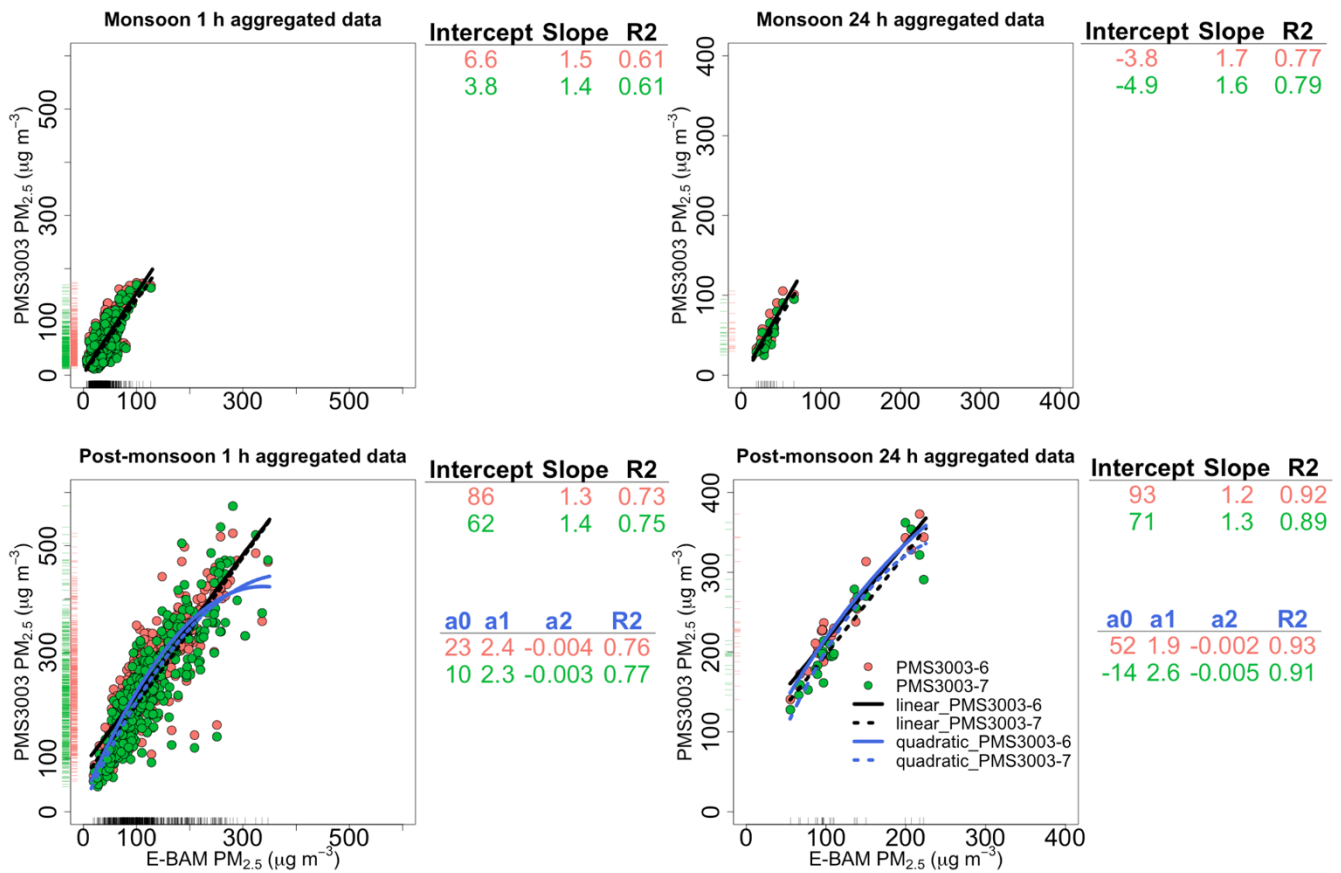 Monsoon 1 h aggregated data
Intercept Slope R2
6.6 1.5 0.61
3.8 1.4 0.61
PMS3003 PM2.5 (μg m−3)
0 100 300 500
0 100 300 500
Monsoon 24 h aggregated data
Intercept Slope R2
-3.8 1.7 0.77
-4.9 1.6 0.79
PMS3003 PM2.5 (μg m−3)
0 100 200 300 400
0 100 200 300 400
Post-monsoon 1 h aggregated data
Intercept Slope R2
86 1.3 0.73
62 1.4 0.75
a0 a1 a2 R2
23 2.4 -0.004 0.76
10 2.3 -0.003 0.77
PMS3003 PM2.5 (μg m−3)
0 100 300 500
0 100 300 500
E-BAM PM2.5 (μg m−3)
Post-monsoon 24 h aggregated data
Intercept Slope R2
93 1.2 0.92
71 1.3 0.89
a0 a1 a2 R2
52 1.9 -0.002 0.93
-14 2.6 -0.005 0.91
PMS3003-6
PMS3003-7
linear_PMS3003-6
linear_PMS3003-7
quadratic_PMS3003-6
quadratic_PMS3003-7
PMS3003 PM2.5 (μg m−3)
0 100 200 300 400
0 100 200 300 400
E-BAM PM2.5 (μg m−3)